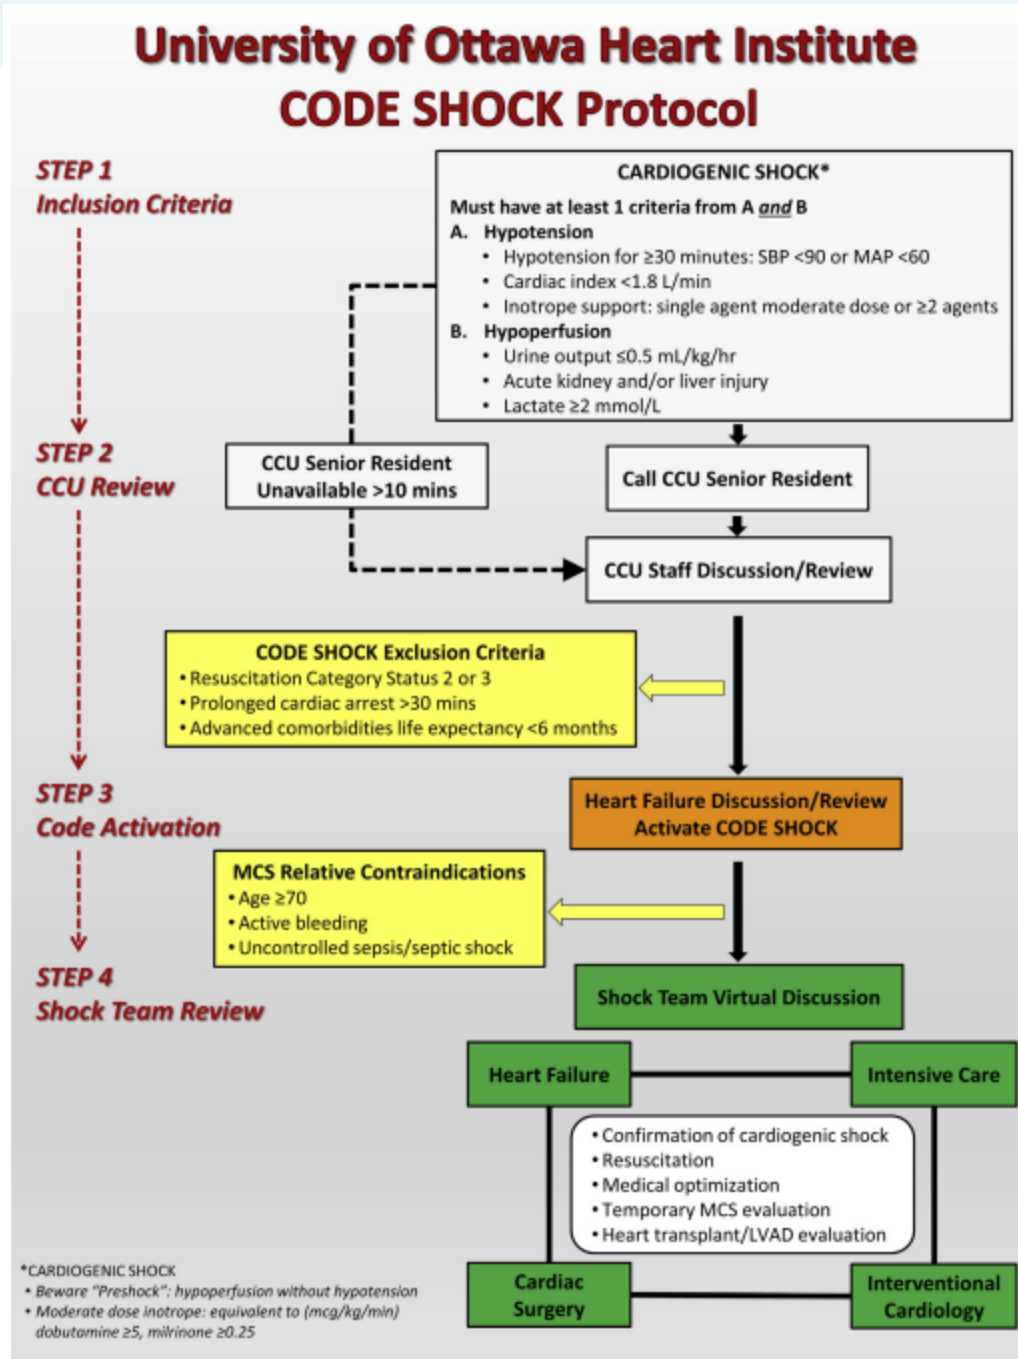 University of Ottawa Heart Institute
CODE SHOCK Protocol
STEP 1
Inclusion Criteria
CARDIOGENIC SHOCK*
Must have at least 1 criteria from A and B
A. Hypotension
• Hypotension for ≥30 minutes: SBP <90 or MAP <60
• Cardiac index <1.8 L/min
• Inotrope support: single agent moderate dose or ≥2 agents
B. Hypoperfusion
• Urine output ≤0.5 mL/kg/hr
• Acute kidney and/or liver injury
• Lactate ≥2 mmol/L
STEP 2
CCU Review
CCU Senior Resident
Unavailable >10 mins
Call CCU Senior Resident
CCU Staff Discussion/Review
CODE SHOCK Exclusion Criteria
• Resuscitation Category Status 2 or 3
• Prolonged cardiac arrest >30 mins
• Advanced comorbidities life expectancy <6 months
STEP 3
Code Activation
Heart Failure Discussion/Review
Activate CODE SHOCK
MCS Relative Contraindications
• Age ≥70
• Active bleeding
• Uncontrolled sepsis/septic shock
STEP 4
Shock Team Review
Shock Team Virtual Discussion
Heart Failure
Intensive Care
• Confirmation of cardiogenic shock
• Resuscitation
• Medical optimization
• Temporary MCS evaluation
• Heart transplant/LVAD evaluation
Cardiac
Surgery
Interventional
Cardiology
*CARDIOGENIC SHOCK
• Beware "Preshock": hypoperfusion without hypotension
• Moderate dose inotrope: equivalent to (mcg/kg/min)
dobutamine ≥5, milrinone ≥0.25